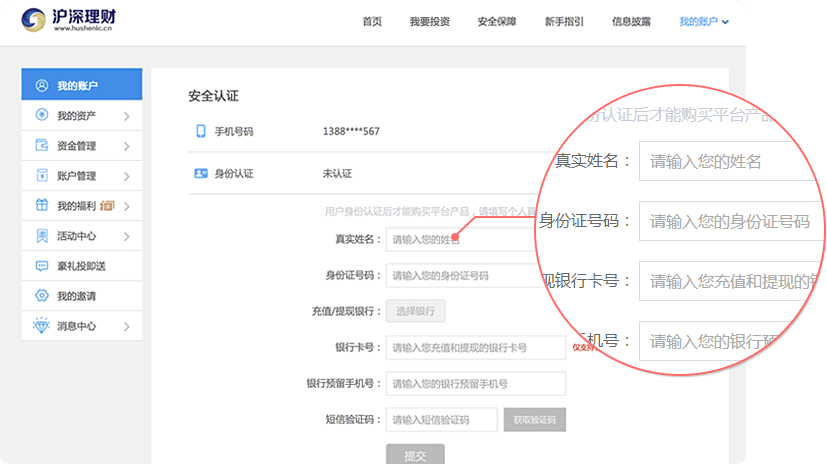 沪深理财
www.hushenlc.cn
首页 我要投资 安全保障 新手指引 信息披露 我的账户
我的账户
我的资产
资金管理
账户管理
我的福利
活动中心
豪礼投即送
我的邀请
消息中心
安全认证
手机号码 1388****567
身份认证 未认证
用户身份认证后才能购买平台产品,请填写个人真
真实姓名: 请输入您的姓名
身份证号码: 请输入您的身份证号码
充值/提现银行: 选择银行
银行卡号: 请输入您充值和提现的银行卡号 仅支持
银行预留手机号: 请输入您的银行预留手机号
短信验证码: 请输入短信验证码 获取验证码
提交
份认证后才能购买平台产品
真实姓名: 请输入您的姓名
身份证号码: 请输入您的身份证号码
现银行卡号: 请输入您充值和提现的银
手机号: 请输入您的银行预